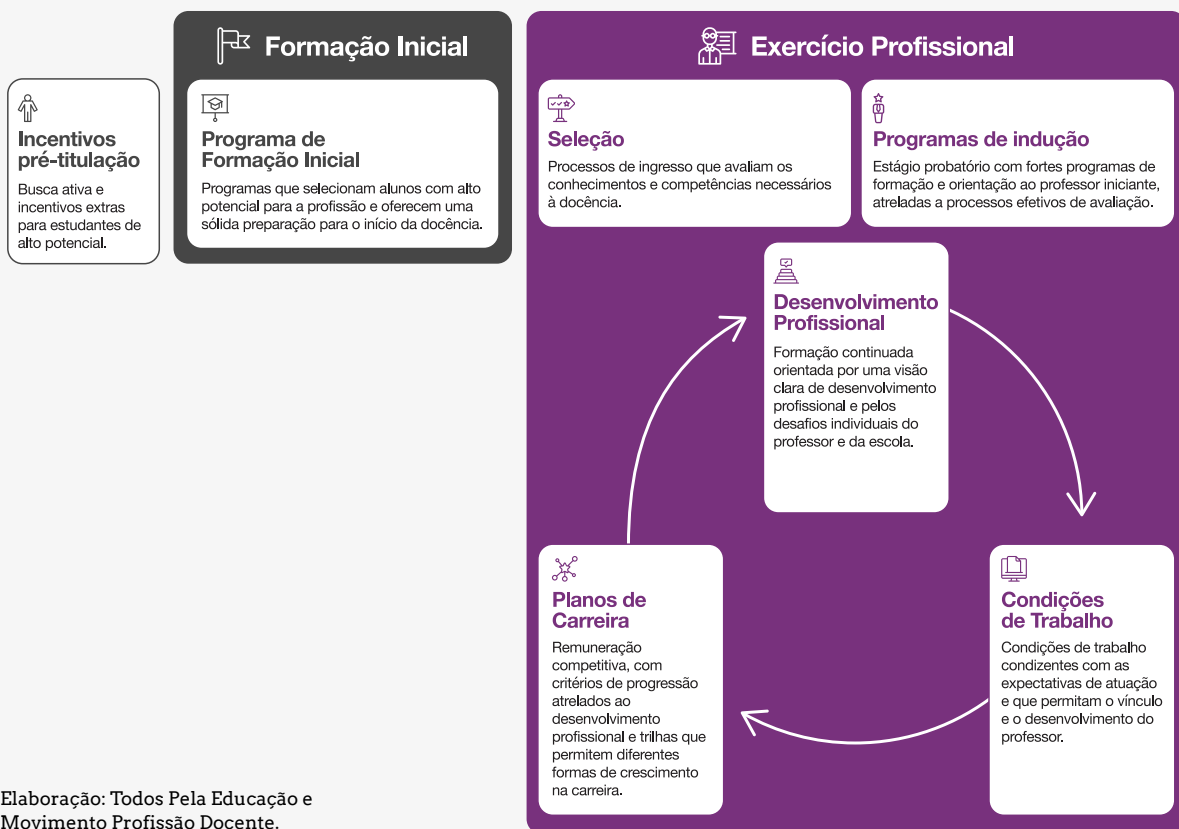 Formação Inicial
Exercício Profissional
Incentivos
pré-titulação
Busca ativa e
incentivos extras
para estudantes de
alto potencial.
Programa de
Formação Inicial
Programas que selecionam alunos com alto
potencial para a profissão e oferecem uma
sólida preparação para o início da docência.
Seleção
Processos de ingresso que avaliam os
conhecimentos e competências necessários
à docência.
Programas de indução
Estágio probatório com fortes programas de
formação e orientação ao professor iniciante,
atreladas a processos efetivos de avaliação.
Desenvolvimento
Profissional
Formação continuada
orientada por uma visão
clara de desenvolvimento
profissional e pelos
desafios individuais do
professor e da escola.
Planos de
Carreira
Remuneração
competitiva, com
critérios de progressão
atrelados ao
desenvolvimento
profissional e trilhas que
permitem diferentes
formas de crescimento
na carreira.
Condições
de Trabalho
Condições de trabalho
condizentes com as
expectativas de atuação
e que permitam o vínculo
e o desenvolvimento do
professor.
Elaboração: Todos Pela Educação e
Movimento Profissão Docente.